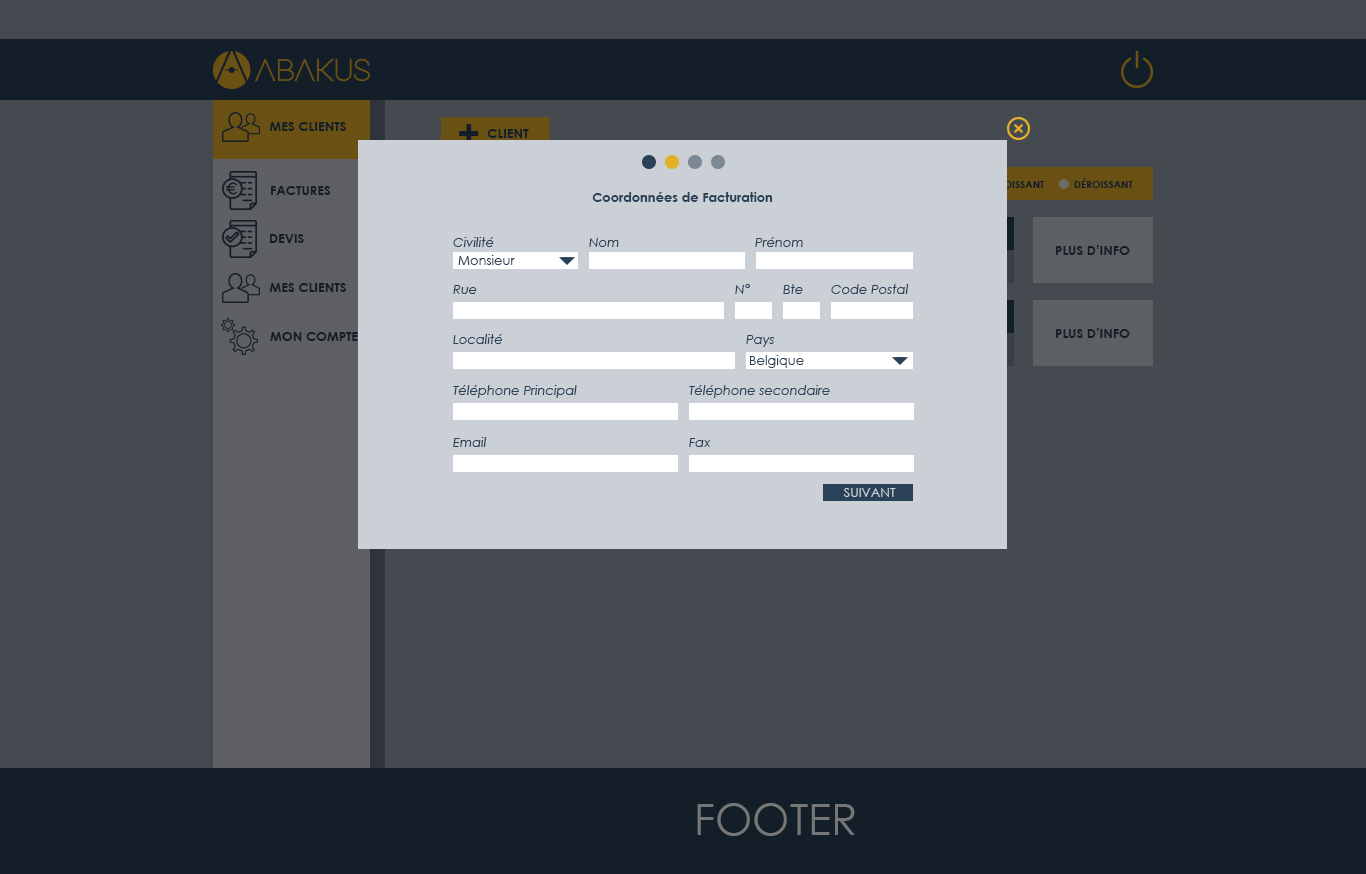 ABAKUS
MES CLIENTS
FACTURES
DEVIS
MES CLIENTS
MON COMPTE
CLIENT
DÉROISSANT
PLUS D'INFO
PLUS D'INFO
Coordonnées de Facturation
Civilité Nom Prénom
Monsieur
Rue N° Bte Code Postal
Localité Pays
Belgique
Téléphone Principal Téléphone secondaire
Email Fax
SUIVANT
FOOTER